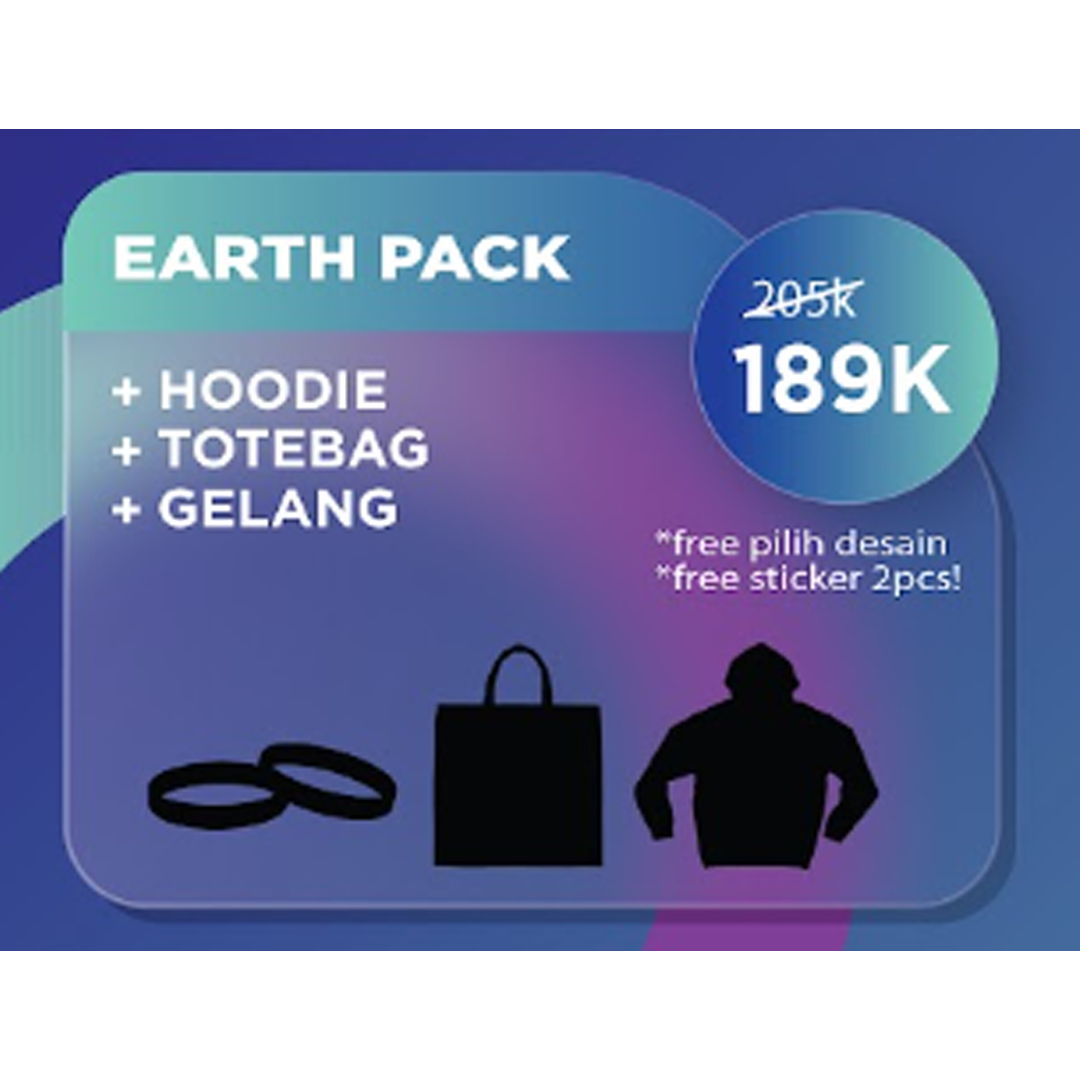 EARTH PACK
205k
189K
+ HOODIE
+ TOTEBAG
+ GELANG
*free pilih desain
*free sticker 2pcs!